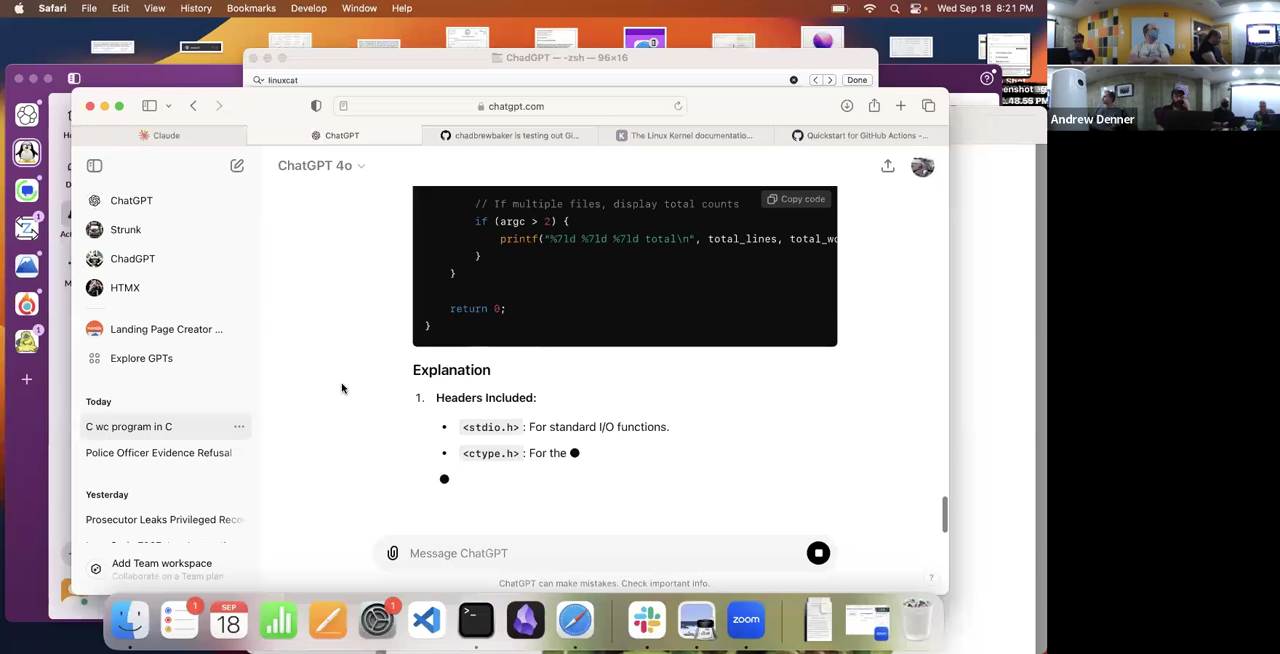 Safari File Edit View History Bookmarks Develop Window Help
Wed Sep 18 8:21 PM
ChadGPT — -zsh — 96×16
linuxcat
Done
chatgpt.com
Claude
ChatGPT
chadbrewbaker is testing out Gi...
The Linux Kernel documentatio...
Quickstart for GitHub Actions -...
Andrew Denner
ChatGPT 4o
ChatGPT
Strunk
ChadGPT
HTMX
Landing Page Creator ...
Explore GPTs
Today
C wc program in C
Police Officer Evidence Refusal
Yesterday
Prosecutor Leaks Privileged Reco
Add Team workspace
Collaborate on a Team plan
Copy code
// If multiple files, display total counts
if (argc > 2) {
printf("%7ld %7ld %7ld total\n", total_lines, total_wo
}
}
return 0;
}
Explanation
1. Headers Included:
• <stdio.h>: For standard I/O functions.
• <ctype.h>: For the
Message ChatGPT
ChatGPT can make mistakes. Check important info.
?
1
SEP
18
1
zoom